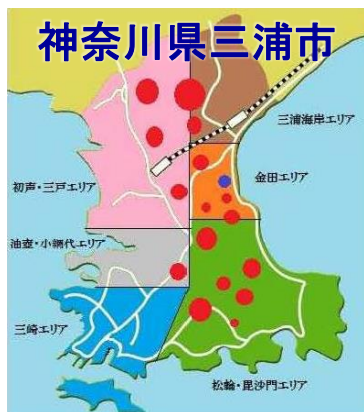 神奈川県三浦市
三浦海岸エリア
金田エリア
初声・三戸エリア
油壺・小網代エリア
三崎エリア
松輪・毘沙門エリア